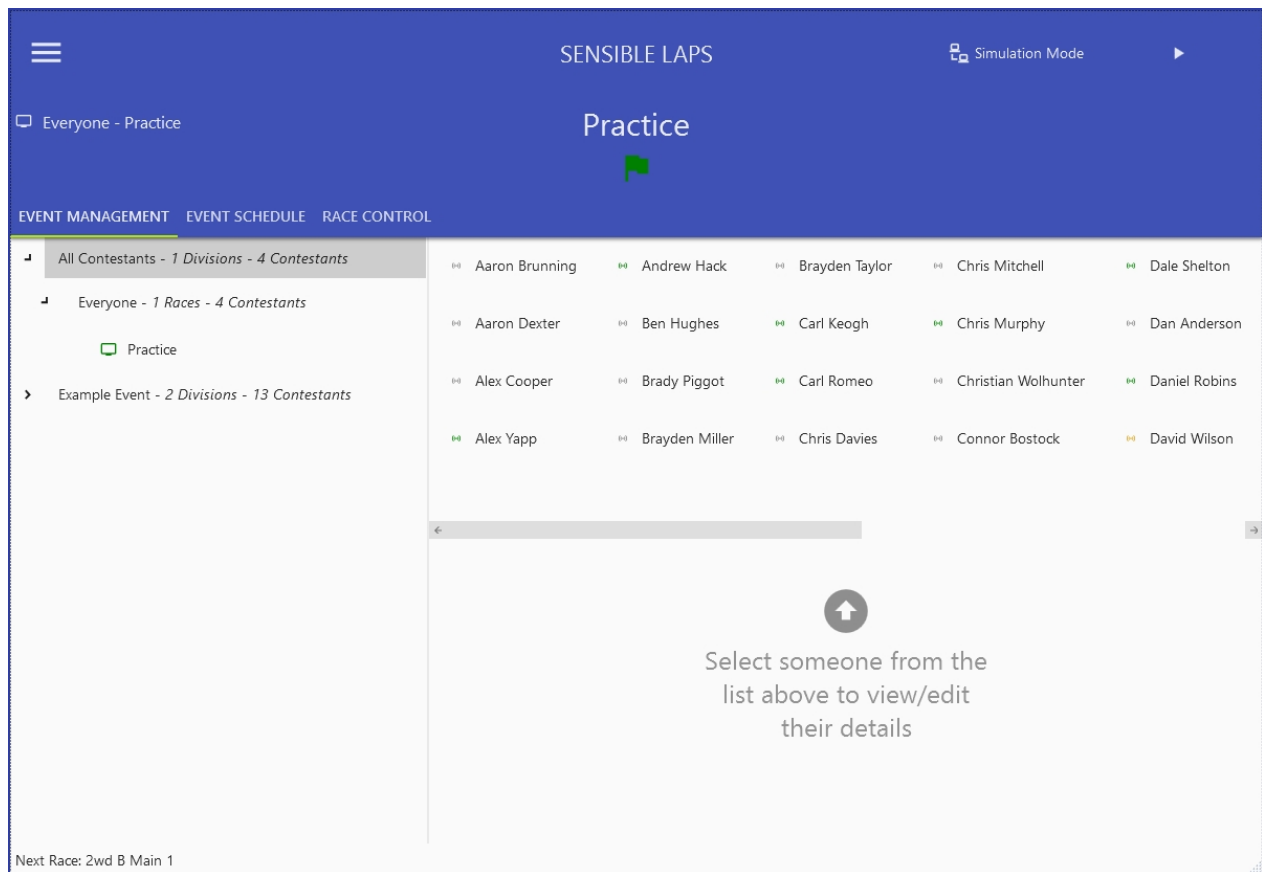 SENSIBLE LAPS
Simulation Mode
Everyone - Practice
Practice
EVENT MANAGEMENT EVENT SCHEDULE RACE CONTROL
All Contestants - 1 Divisions - 4 Contestants
Everyone - 1 Races - 4 Contestants
Practice
Example Event - 2 Divisions - 13 Contestants
Aaron Brunning Andrew Hack Brayden Taylor Chris Mitchell Dale Shelton
Aaron Dexter Ben Hughes Carl Keogh Chris Murphy Dan Anderson
Alex Cooper Brady Piggot Carl Romeo Christian Wolhunter Daniel Robins
Alex Yapp Brayden Miller Chris Davies Connor Bostock David Wilson
Select someone from the
list above to view/edit
their details
Next Race: 2wd B Main 1